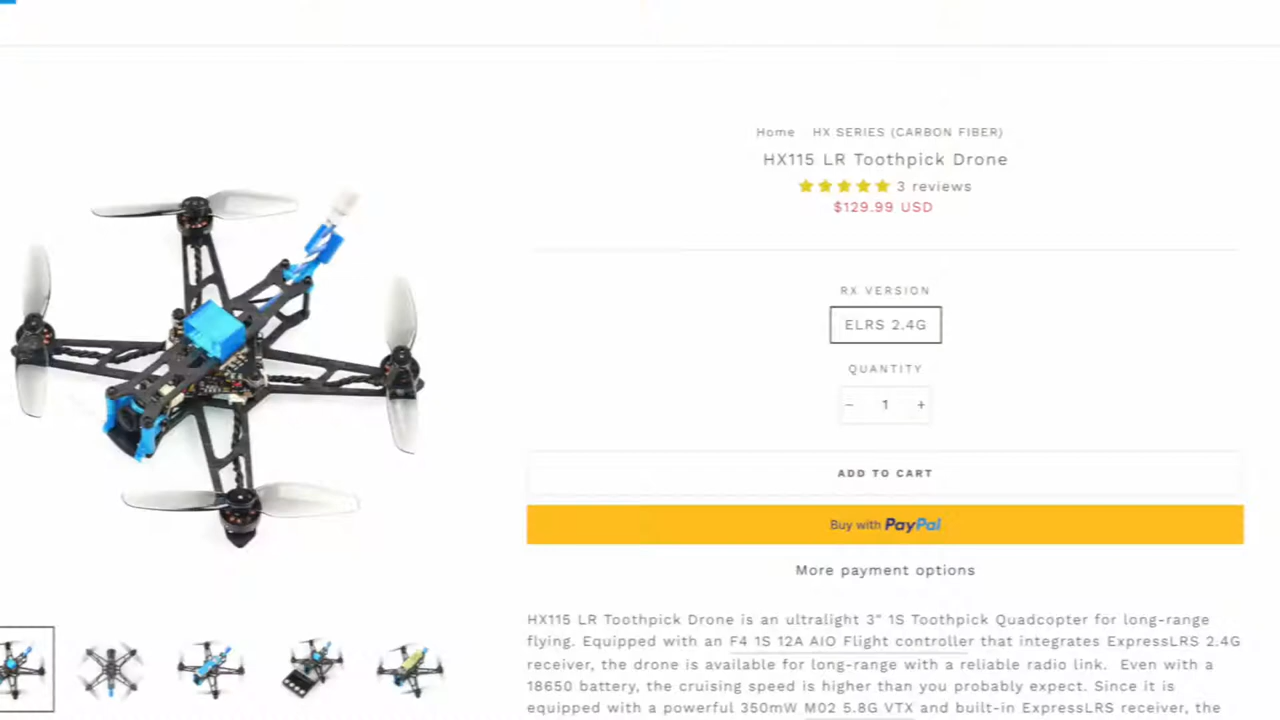 Home HX SERIES (CARBON FIBER)
HX115 LR Toothpick Drone
3 reviews
$129.99 USD
RX VERSION
ELRS 2.4G
QUANTITY
− 1 +
ADD TO CART
Buy with PayPal
More payment options
HX115 LR Toothpick Drone is an ultralight 3" 1S Toothpick Quadcopter for long-range
flying. Equipped with an F4 1S 12A AIO Flight controller that integrates ExpressLRS 2.4G
receiver, the drone is available for long-range with a reliable radio link. Even with a
18650 battery, the cruising speed is higher than you probably expect. Since it is
equipped with a powerful 350mW M02 5.8G VTX and built-in ExpressLRS receiver, the